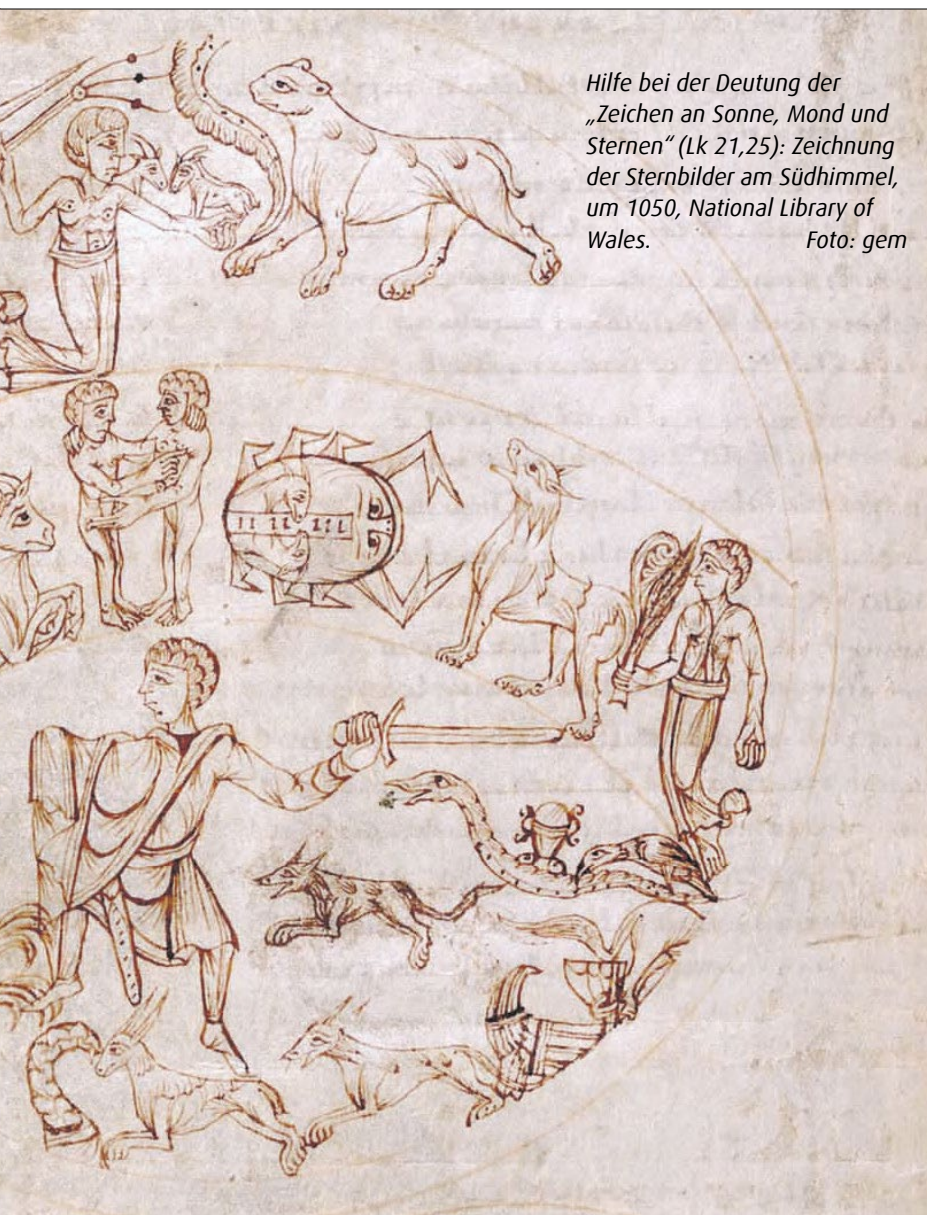 Hilfe bei der Deutung der
„Zeichen an Sonne, Mond und
Sternen“ (Lk 21,25): Zeichnung
der Sternbilder am Südhimmel,
um 1050, National Library of
Wales. Foto: gem